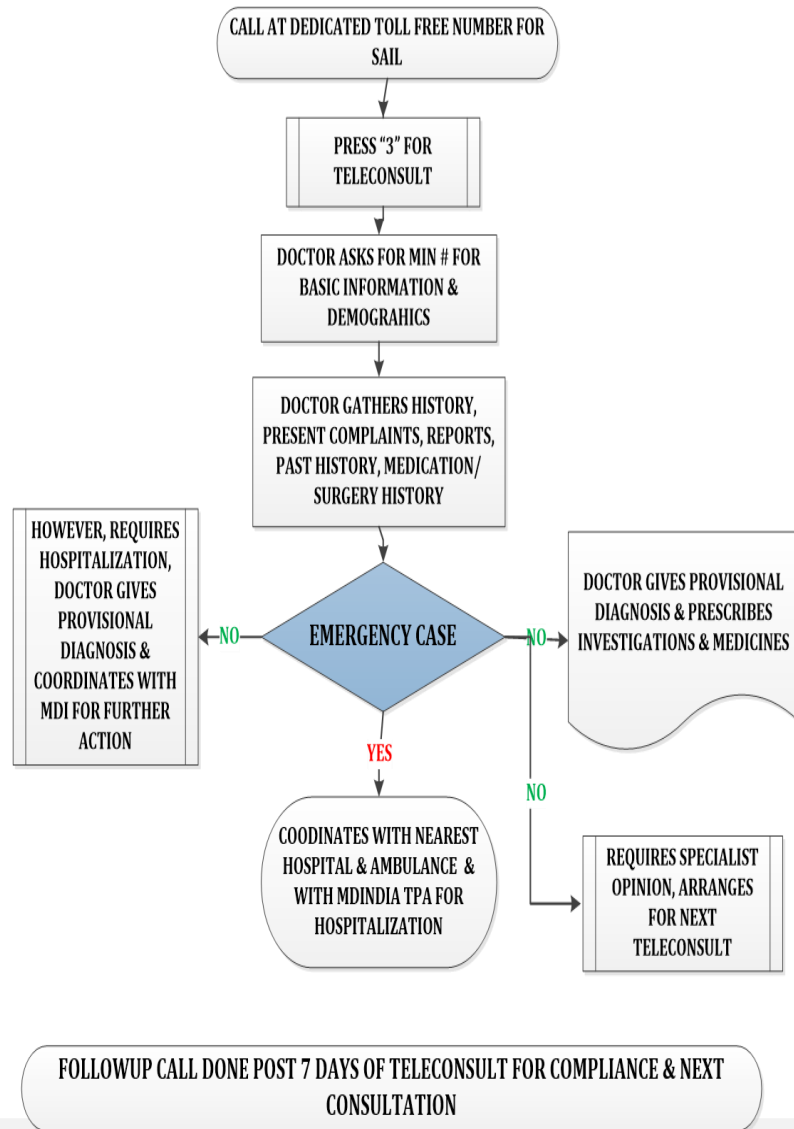 CALL AT DEDICATED TOLL FREE NUMBER FOR
SAIL
PRESS “3” FOR
TELECONSULT
DOCTOR ASKS FOR MIN # FOR
BASIC INFORMATION &
DEMOGRAHICS
DOCTOR GATHERS HISTORY,
PRESENT COMPLAINTS, REPORTS,
PAST HISTORY, MEDICATION/
SURGERY HISTORY
HOWEVER, REQUIRES
HOSPITALIZATION,
DOCTOR GIVES
PROVISIONAL
DIAGNOSIS &
COORDINATES WITH
MDI FOR FURTHER
ACTION
NO
EMERGENCY CASE
NO
DOCTOR GIVES PROVISIONAL
DIAGNOSIS & PRESCRIBES
INVESTIGATIONS & MEDICINES
YES
NO
COODINATES WITH NEAREST
HOSPITAL & AMBULANCE &
WITH MDINDIA TPA FOR
HOSPITALIZATION
REQUIRES SPECIALIST
OPINION, ARRANGES
FOR NEXT
TELECONSULT
FOLLOWUP CALL DONE POST 7 DAYS OF TELECONSULT FOR COMPLIANCE & NEXT
CONSULTATION